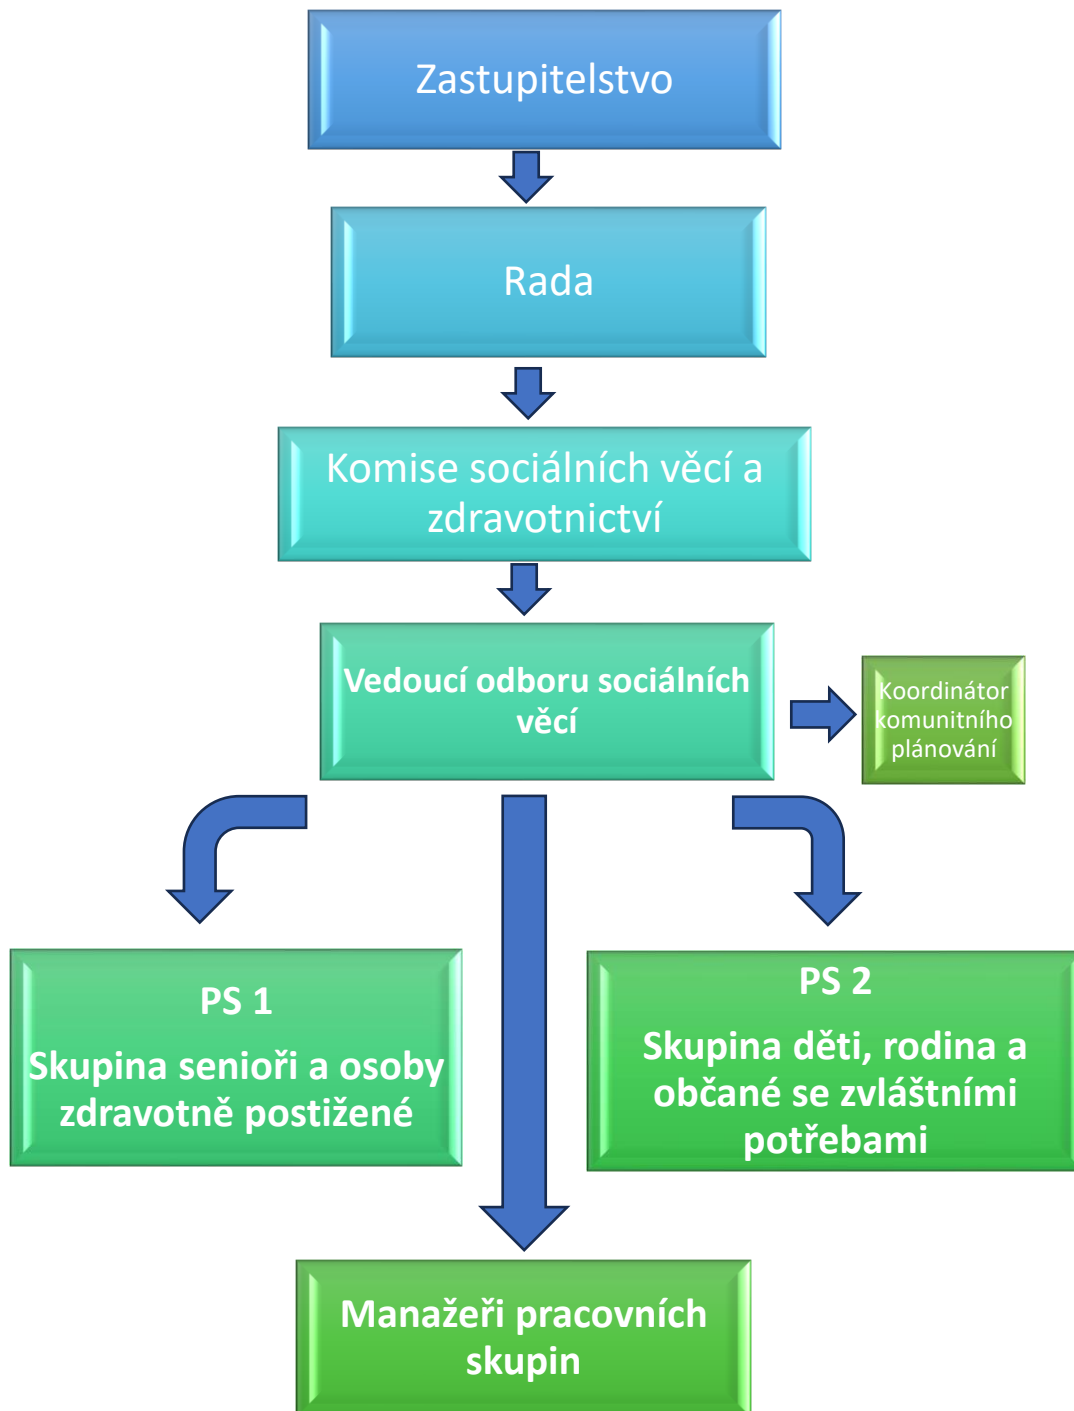 Zastupitelstvo
Rada
Komise sociálních věcí a
zdravotnictví
Vedoucí odboru sociálních
věcí
Koordinátor
komunitního
plánování
PS 1
Skupina senioři a osoby
zdravotně postižené
PS 2
Skupina děti, rodina a
občané se zvláštními
potřebami
Manažeři pracovních
skupin